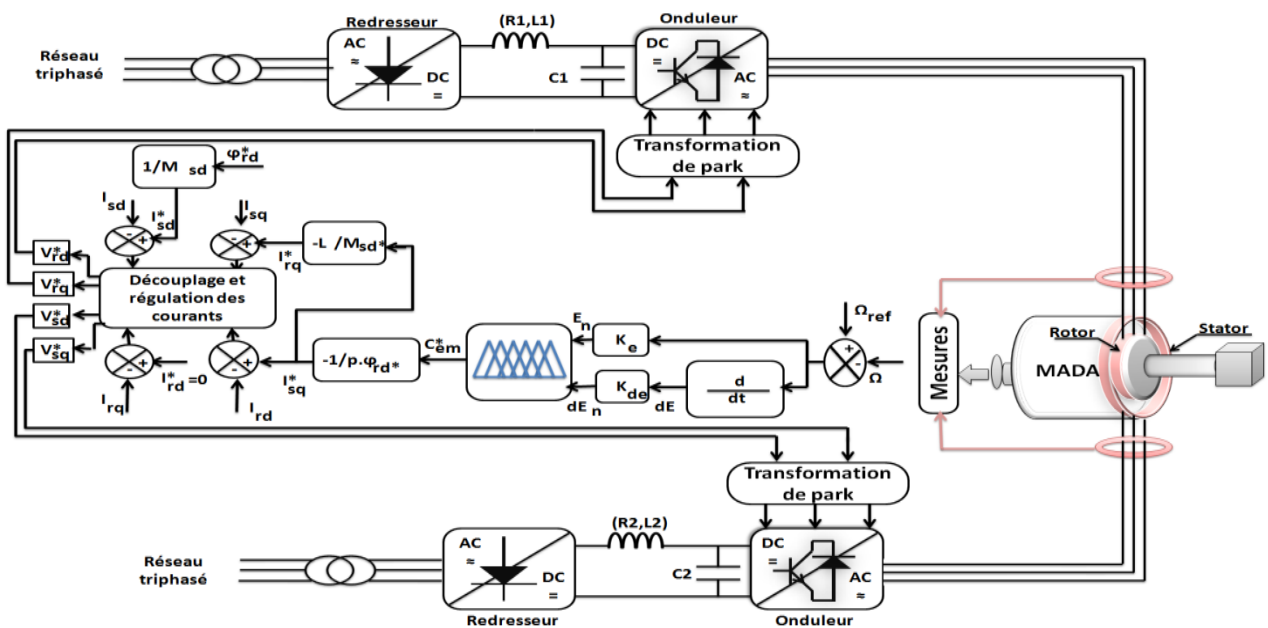 Redresseur
(R1,L1)
Onduleur
Réseau
triphasé
AC
≈
DC
=
C1
DC
=
AC
≈
Transformation
de park
1/M sd
φ*rd
Isd
I*sd
Isq
-L /Msd*
I*rq
V*rd
V*rq
V*sd
V*sq
Découplage et
régulation des
courants
I*rd =0
Irq
Ird
I*sq
-1/p.φrd*
C*em
En
Ke
dEn
Kde
dE
d
dt
Ωref
Ω
Mesures
Rotor
Stator
MADA
Transformation
de park
Réseau
triphasé
AC
≈
DC
=
Redresseur
(R2,L2)
C2
DC
=
AC
≈
Onduleur